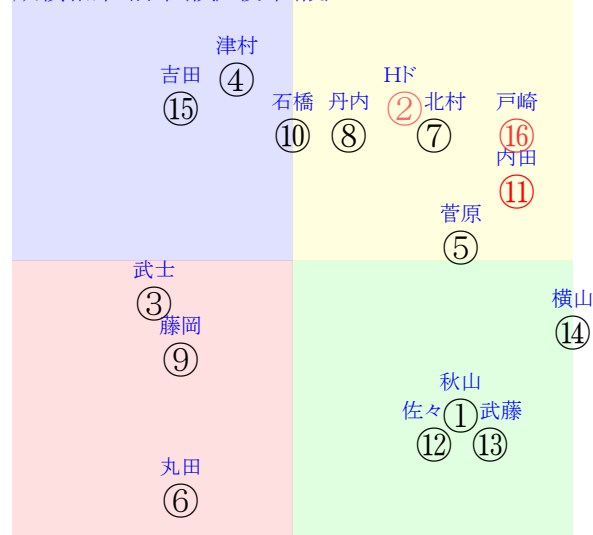 津村
④
吉田
⑮
Hド
②
石橋
⑩
丹内
⑧
北村
⑦
戸崎
⑯
内田
⑪
菅原
⑤
武士
③
藤岡
⑨
横山
⑭
秋山
①
佐々
⑫
武藤
⑬
丸田
⑥